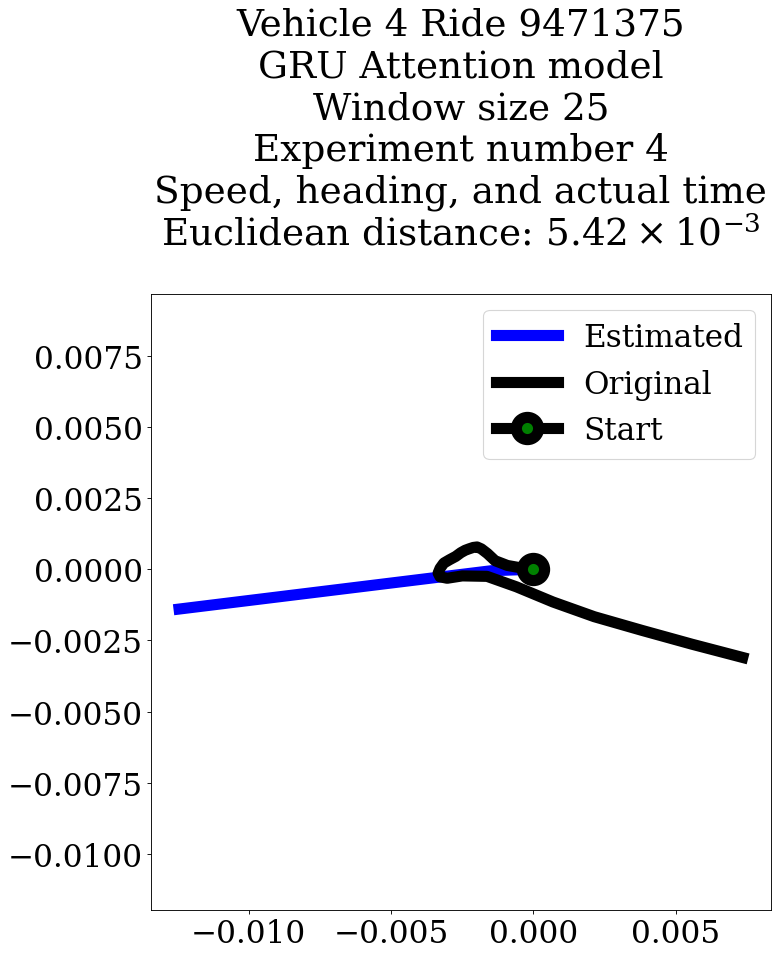 Vehicle 4 Ride 9471375
GRU Attention model
Window size 25
Experiment number 4
Speed, heading, and actual time
Euclidean distance: 5.42 × 10⁻³
Estimated
Original
Start
0.0075
0.0050
0.0025
0.0000
−0.0025
−0.0050
−0.0075
−0.0100
−0.010 −0.005 0.000 0.005